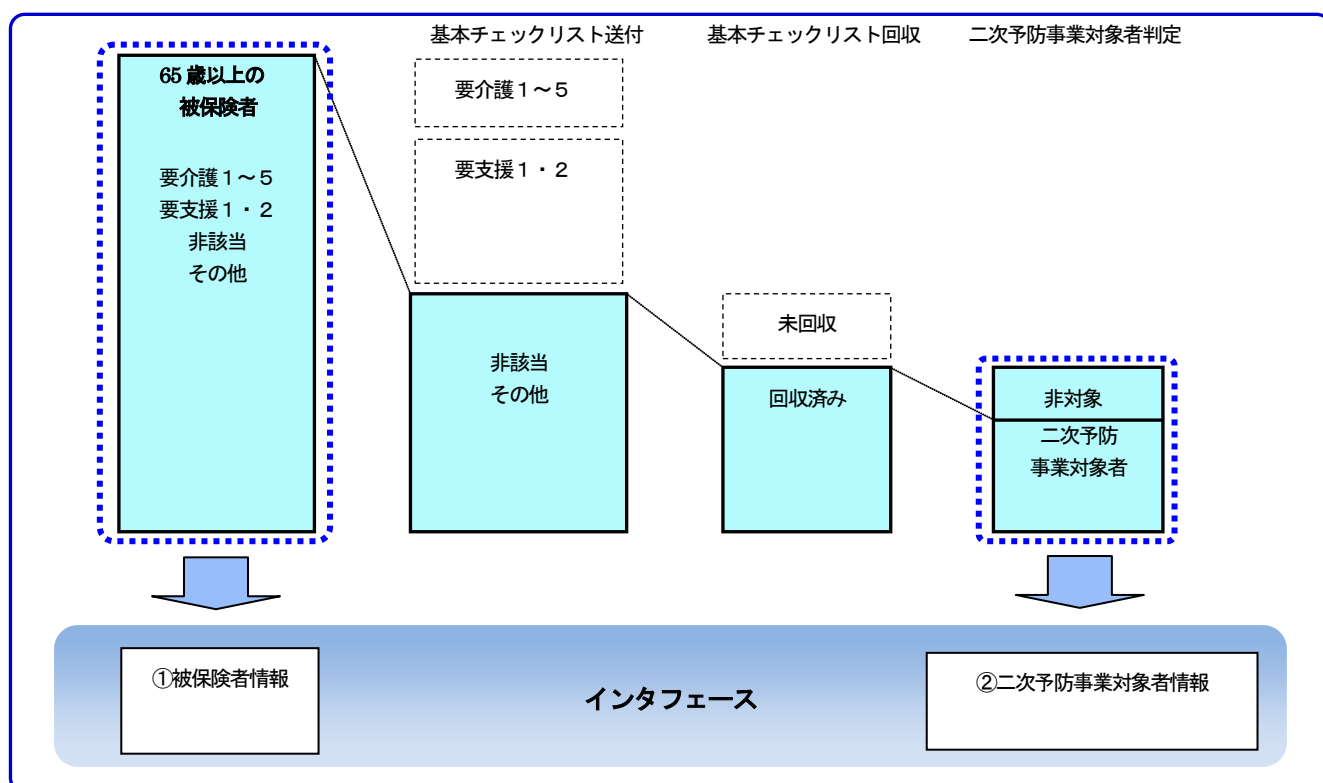 基本チェックリスト送付
基本チェックリスト回収
二次予防事業対象者判定
65 歳以上の
被保険者
要介護１～５
要支援１・２
非該当
その他
要介護１～５
要支援１・２
非該当
その他
未回収
回収済み
非対象
二次予防
事業対象者
①被保険者情報
インタフェース
②二次予防事業対象者情報